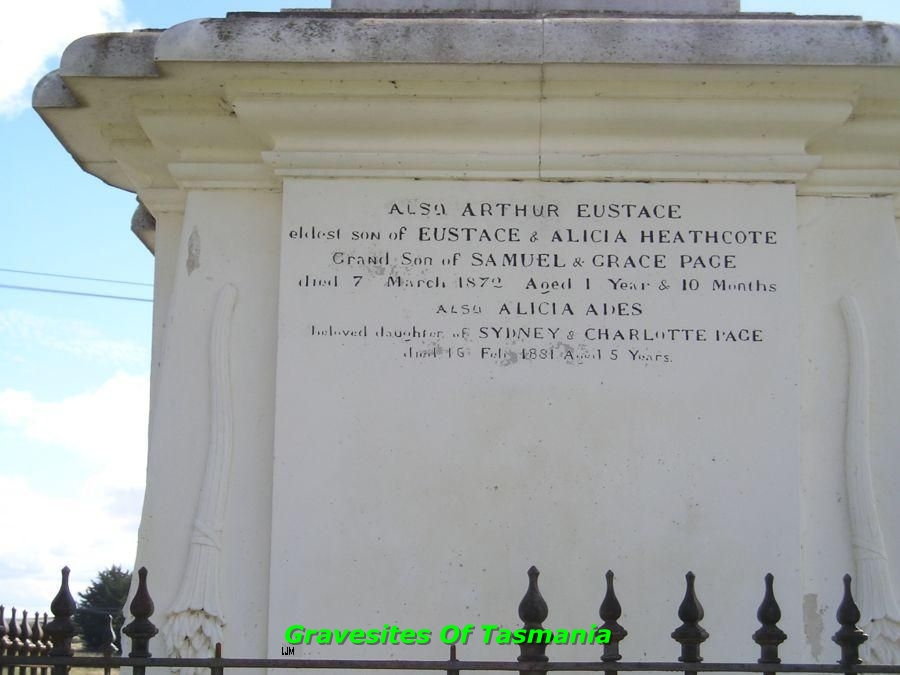 ALSO ARTHUR EUSTACE
eldest son of EUSTACE & ALICIA HEATHCOTE
Grand Son of SAMUEL & GRACE PAGE
died 7 March 1872 Aged 1 Year & 10 Months
ALSO ALICIA ADES
beloved daughter of SYDNEY & CHARLOTTE PAGE
died 16 Feb 1881 Aged 5 Years.
Gravesites Of Tasmania
WM